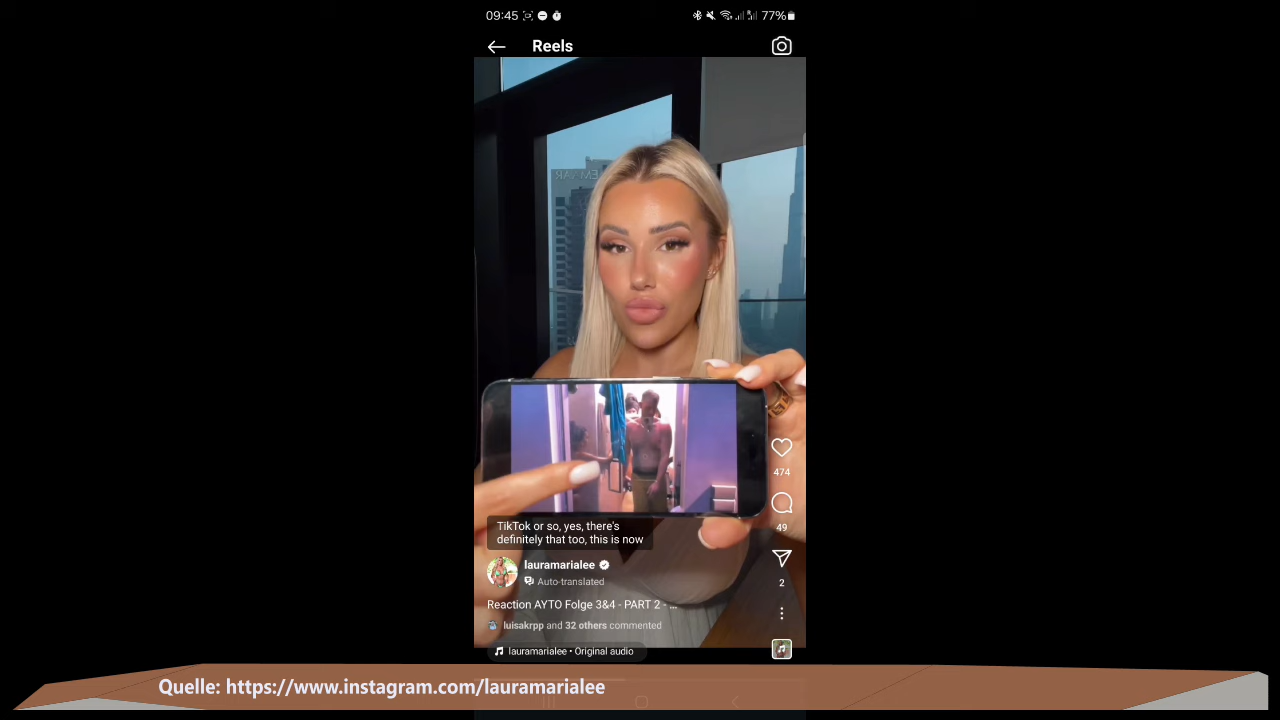 09:45
77%
Reels
TikTok or so, yes, there's
definitely that too, this is now
lauramarialee
Auto-translated
Reaction AYTO Folge 3&4 - PART 2 - ...
luisakrpp and 32 others commented
lauramarialee • Original audio
474
49
2
Quelle: https://www.instagram.com/lauramarialee